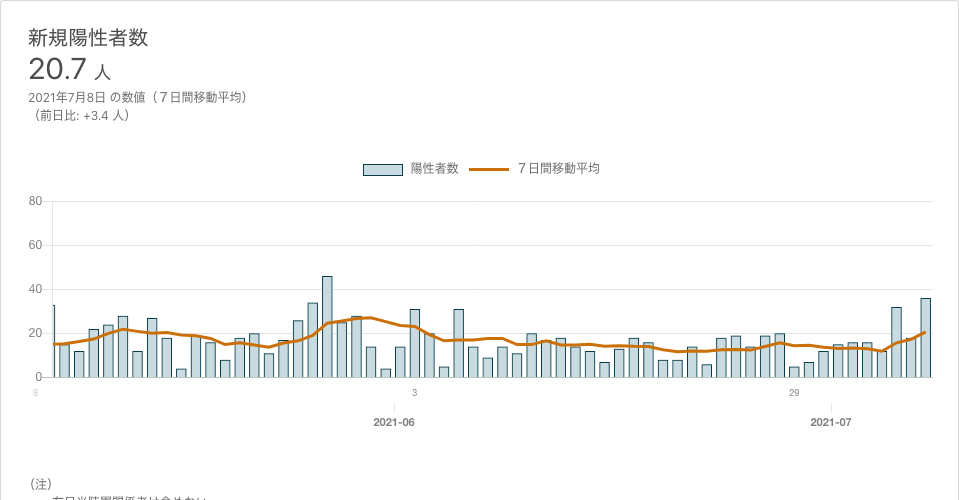 新規陽性者数
20.7 人
2021年7月8日 の数値（７日間移動平均）
（前日比: +3.4 人）
陽性者数 ７日間移動平均
80
60
40
20
0
8 3 29
2021-06 2021-07
（注）